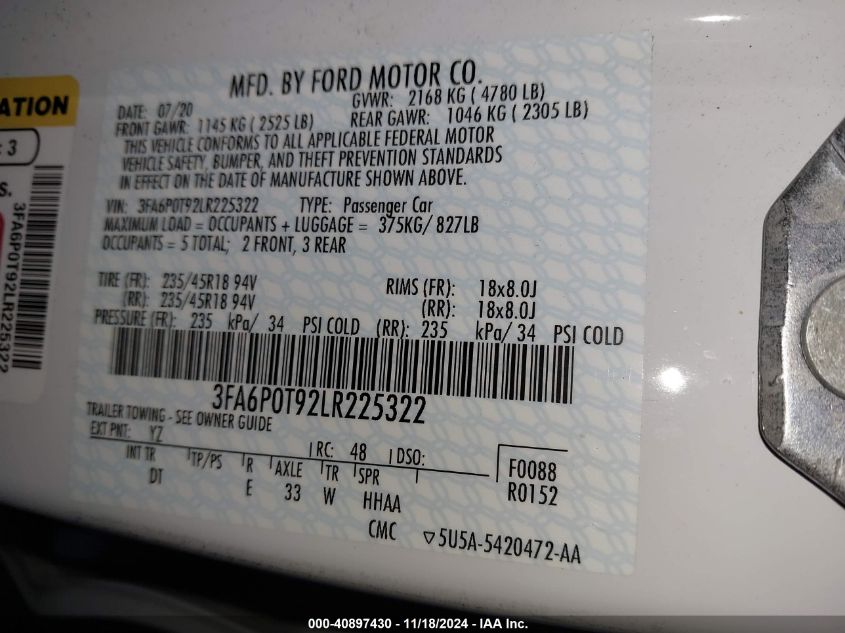 MFD. BY FORD MOTOR CO.
DATE: 07/20 GVWR: 2168 KG ( 4780 LB)
FRONT GAWR: 1145 KG ( 2525 LB) REAR GAWR: 1046 KG ( 2305 LB)
THIS VEHICLE CONFORMS TO ALL APPLICABLE FEDERAL MOTOR
VEHICLE SAFETY, BUMPER, AND THEFT PREVENTION STANDARDS
IN EFFECT ON THE DATE OF MANUFACTURE SHOWN ABOVE.
VIN: 3FA6P0T92LR225322 TYPE: Passenger Car
MAXIMUM LOAD = OCCUPANTS + LUGGAGE = 375KG/ 827LB
OCCUPANTS = 5 TOTAL; 2 FRONT, 3 REAR
TIRE (FR): 235/45R18 94V RIMS (FR): 18x8.0J
(RR): 235/45R18 94V (RR): 18x8.0J
PRESSURE (FR): 235 kPa/ 34 PSI COLD (RR): 235 kPa/ 34 PSI COLD
3FA6P0T92LR225322
TRAILER TOWING - SEE OWNER GUIDE
EXT PNT: YZ RC: 48 DSO:
INT TR TP/PS R AXLE TR SPR F0088
DT E 33 W HHAA R0152
CMC ▽5U5A-5420472-AA
ATION
: 3
S.
3FA6P0T92LR225322
000-40897430 - 11/18/2024 - IAA Inc.